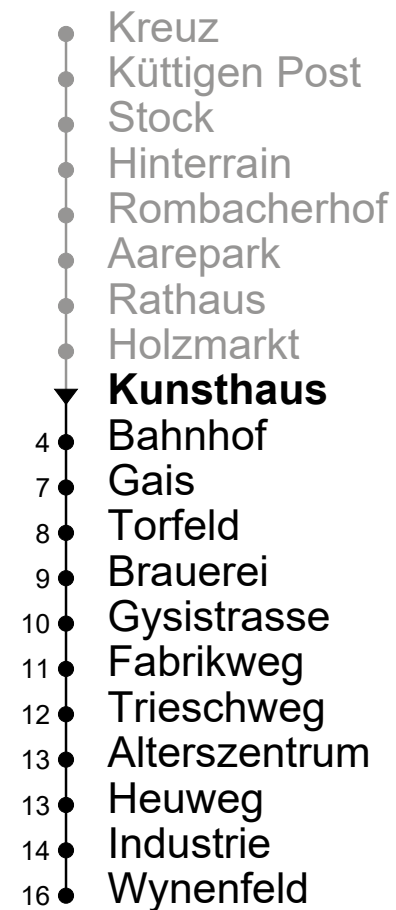 Kreuz
Küttigen Post
Stock
Hinterrain
Rombacherhof
Aarepark
Rathaus
Holzmarkt
Kunsthaus
4 Bahnhof
7 Gais
8 Torfeld
9 Brauerei
10 Gysistrasse
11 Fabrikweg
12 Trieschweg
13 Alterszentrum
13 Heuweg
14 Industrie
16 Wynenfeld